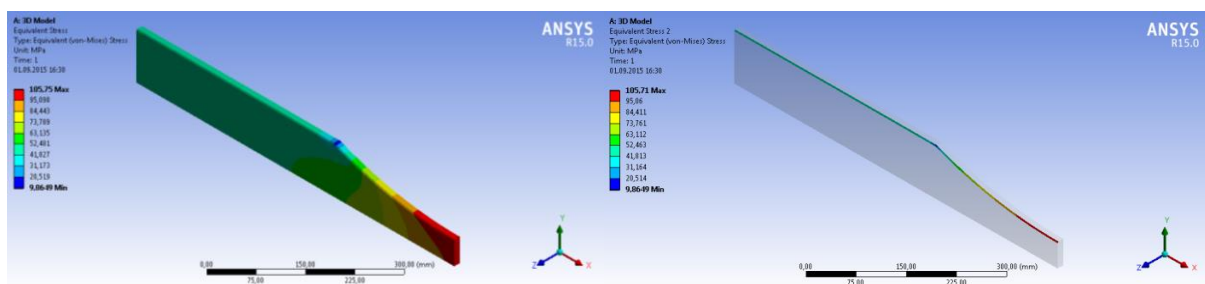 A: 3D Model
Equivalent Stress
Type: Equivalent (von-Mises) Stress
Unit: MPa
Time: 1
01.09.2015 16:30
105,75 Max
95,098
84,443
73,789
63,135
52,481
41,827
31,173
20,519
9,8649 Min
ANSYS
R15.0
0,00
150,00
300,00 (mm)
75,00
225,00
Y
Z
X
A: 3D Model
Equivalent Stress 2
Type: Equivalent (von-Mises) Stress
Unit: MPa
Time: 1
01.09.2015 16:30
105,71 Max
95,06
84,411
73,761
63,112
52,463
41,813
31,164
20,514
9,8649 Min
ANSYS
R15.0
0,00
150,00
300,00 (mm)
75,00
225,00
Y
Z
X